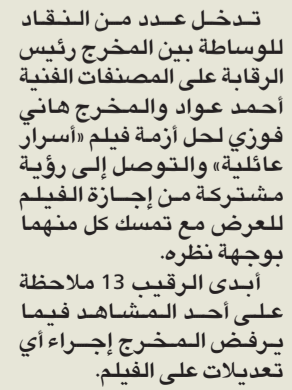 تدخل عدد من النقاد
للوساطة بين المخرج رئيس
الرقابة على المصنفات الفنية
أحمد عواد والمخرج هاني
فوزي لحل أزمة فيلم «أسرار
عائلية» والتوصل إلى رؤية
مشتركة من إجازة الفيلم
للعرض مع تمسك كل منهما
بوجهة نظره.
أبدى الرقيب 13 ملاحظة
على أحد المشاهد فيما
يرفض المخرج إجراء أي
تعديلات على الفيلم.